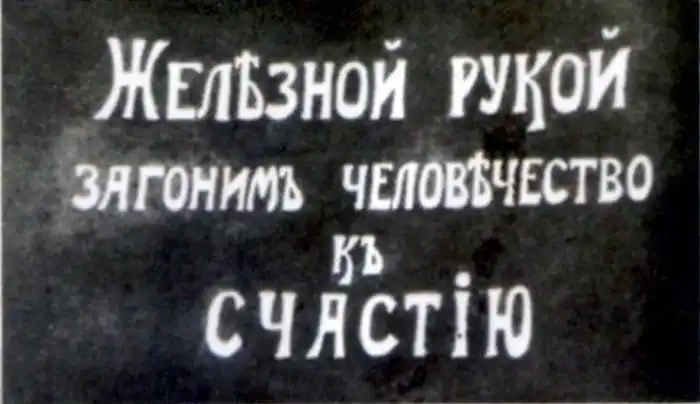 Желѣзной рукой
загонимъ человѣчество
къ
счастію